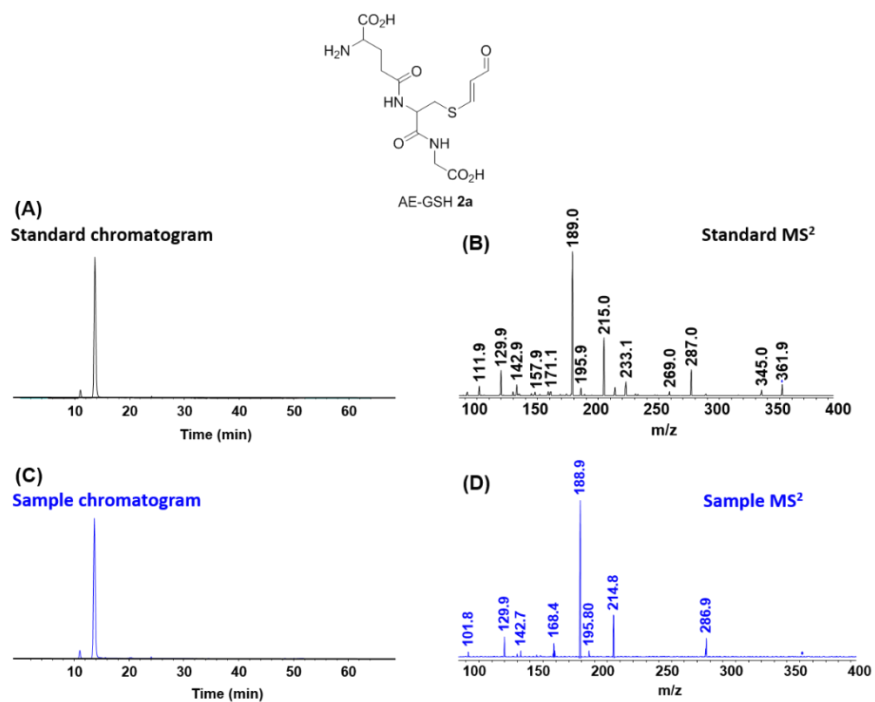 CO₂H
H₂N
O
O
HN
S
O
NH
CO₂H
AE-GSH 2a
(A)
Standard chromatogram
10 20 30 40 50 60
Time (min)
(B)
Standard MS²
111.9 129.9 142.9 157.9 171.1 189.0 195.9 215.0 233.1 269.0 287.0 345.0 361.9
100 150 200 250 300 350 400
m/z
(C)
Sample chromatogram
10 20 30 40 50 60
Time (min)
(D)
Sample MS²
101.8 129.9 142.7 168.4 188.9 195.80 214.8 286.9
100 150 200 250 300 350 400
m/z